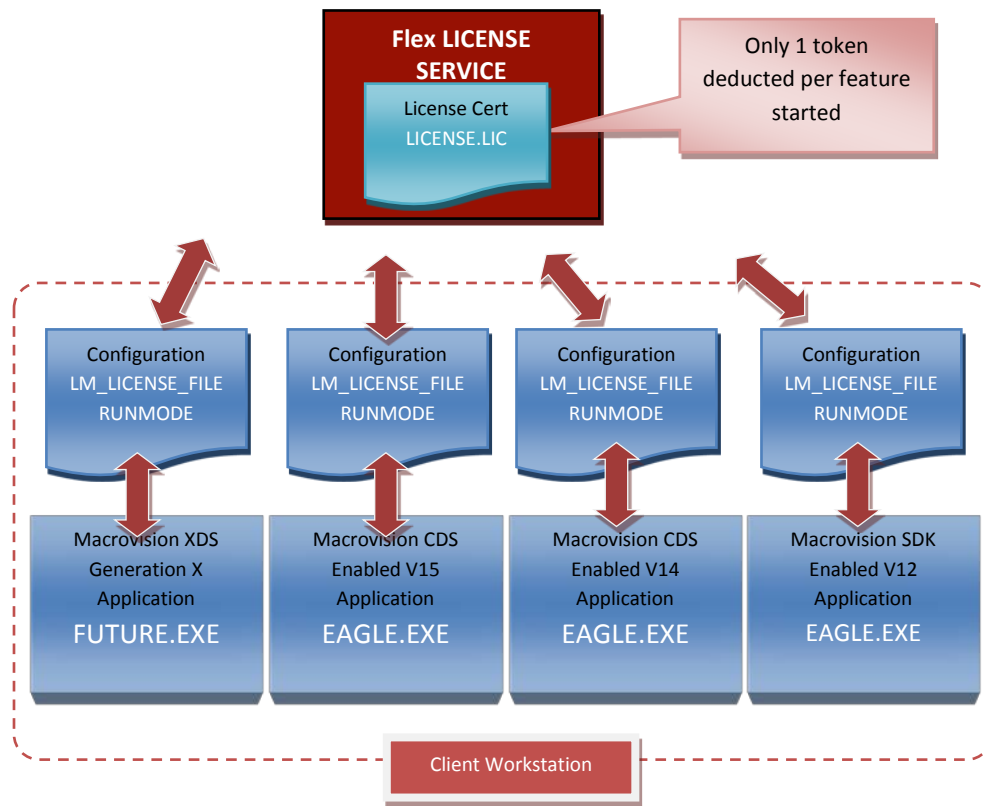 Flex LICENSE
SERVICE
License Cert
LICENSE.LIC
Only 1 token
deducted per feature
started
Configuration
LM_LICENSE_FILE
RUNMODE
Configuration
LM_LICENSE_FILE
RUNMODE
Configuration
LM_LICENSE_FILE
RUNMODE
Configuration
LM_LICENSE_FILE
RUNMODE
Macrovision XDS
Generation X
Application
FUTURE.EXE
Macrovision CDS
Enabled V15
Application
EAGLE.EXE
Macrovision CDS
Enabled V14
Application
EAGLE.EXE
Macrovision SDK
Enabled V12
Application
EAGLE.EXE
Client Workstation